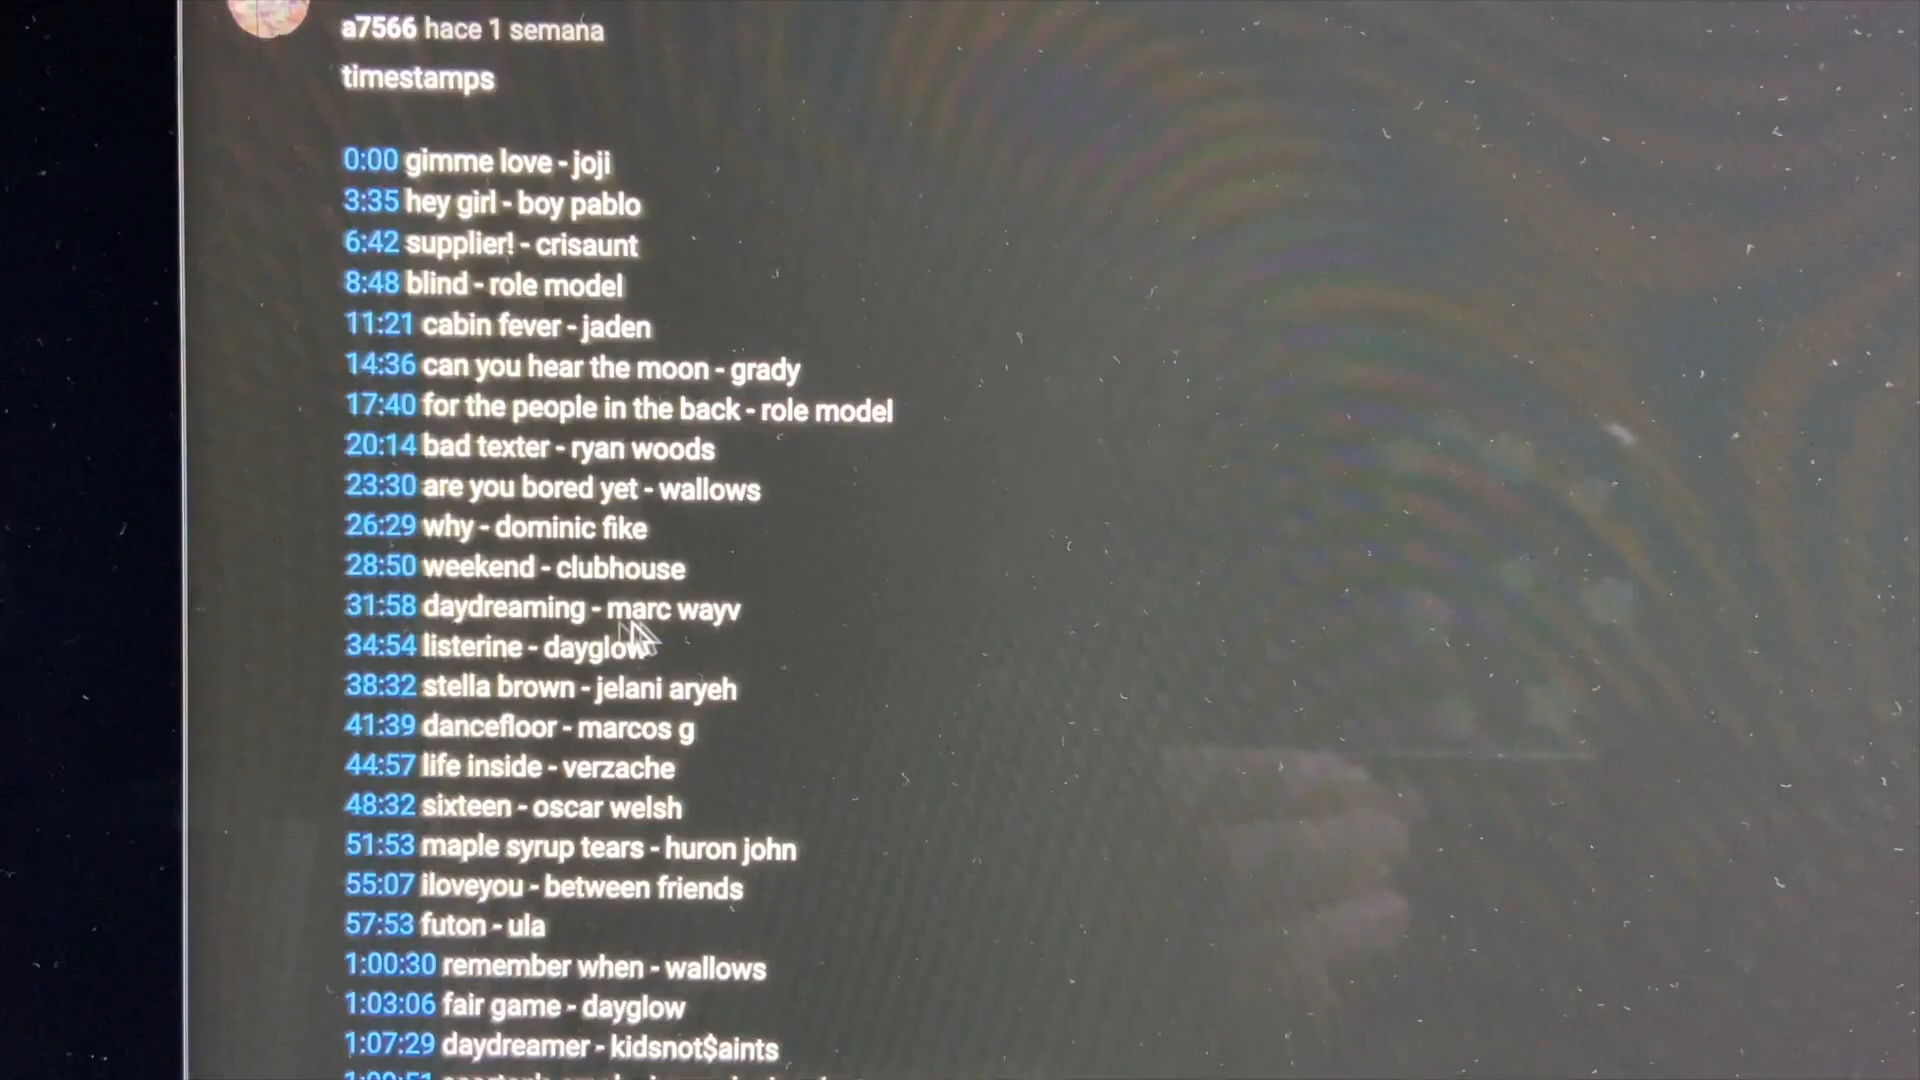 a7566 hace 1 semana
timestamps
0:00 gimme love - joji
3:35 hey girl - boy pablo
6:42 supplier! - crisaunt
8:48 blind - role model
11:21 cabin fever - jaden
14:36 can you hear the moon - grady
17:40 for the people in the back - role model
20:14 bad texter - ryan woods
23:30 are you bored yet - wallows
26:29 why - dominic fike
28:50 weekend - clubhouse
31:58 daydreaming - marc wayv
34:54 listerine - dayglow
38:32 stella brown - jelani aryeh
41:39 dancefloor - marcos g
44:57 life inside - verzache
48:32 sixteen - oscar welsh
51:53 maple syrup tears - huron john
55:07 iloveyou - between friends
57:53 futon - ula
1:00:30 remember when - wallows
1:03:06 fair game - dayglow
1:07:29 daydreamer - kidsnot$aints